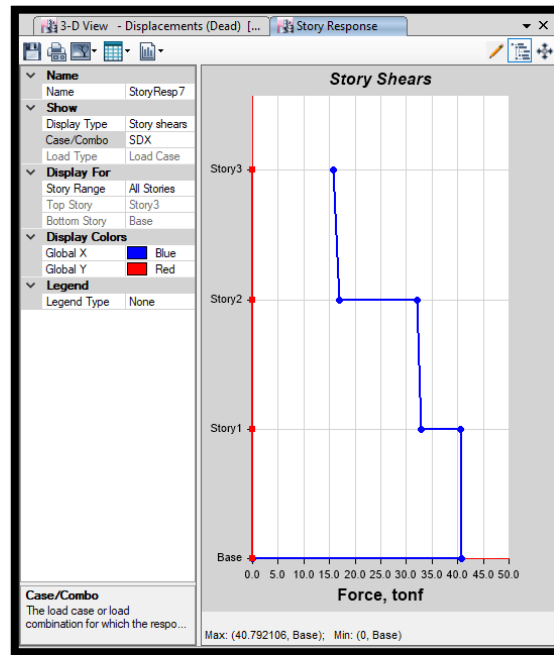 3-D View - Displacements (Dead) [...
Story Response
Name
Name StoryResp7
Show
Display Type Story shears
Case/Combo SDX
Load Type Load Case
Display For
Story Range All Stories
Top Story Story3
Bottom Story Base
Display Colors
Global X Blue
Global Y Red
Legend
Legend Type None
Case/Combo
The load case or load
combination for which the respo...
Story Shears
Story3
Story2
Story1
Base
0.0 5.0 10.0 15.0 20.0 25.0 30.0 35.0 40.0 45.0 50.0
Force, tonf
Max: (40.792106, Base); Min: (0, Base)